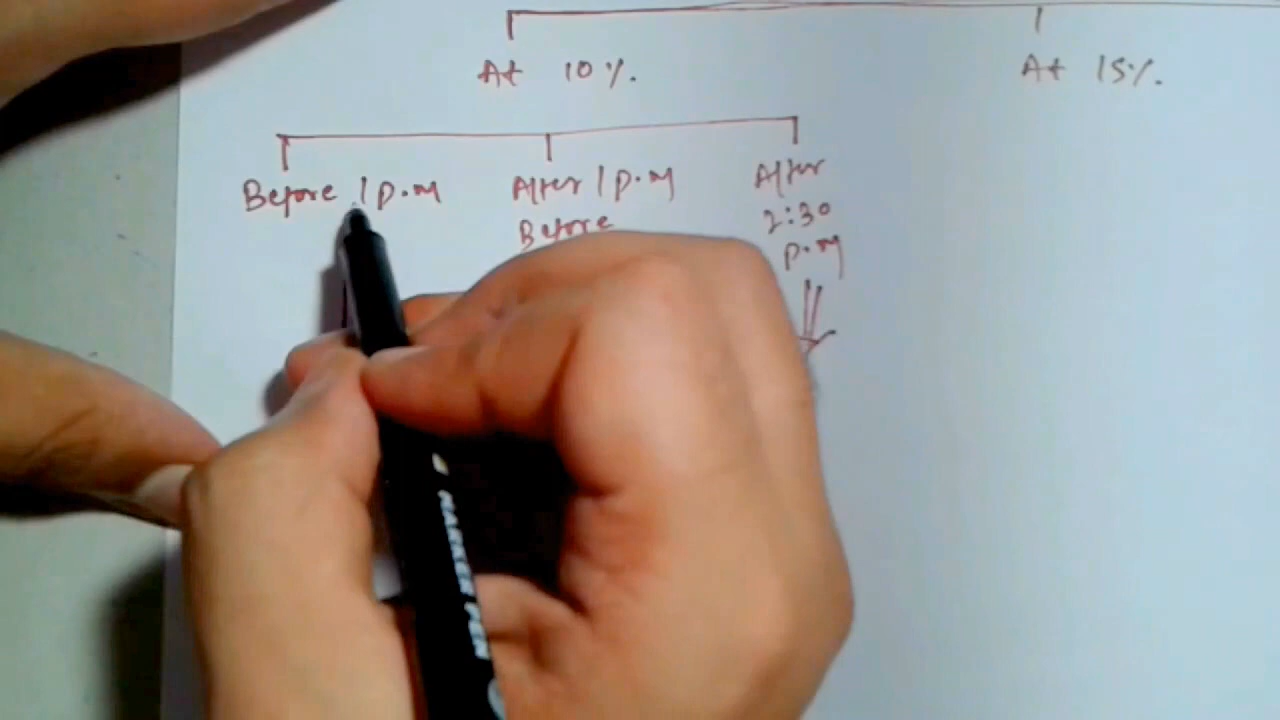 At 10%.
At 15%.
Before 1 p.m
After 1 p.m
Before
After
2:30
p.m
MARKER PEN